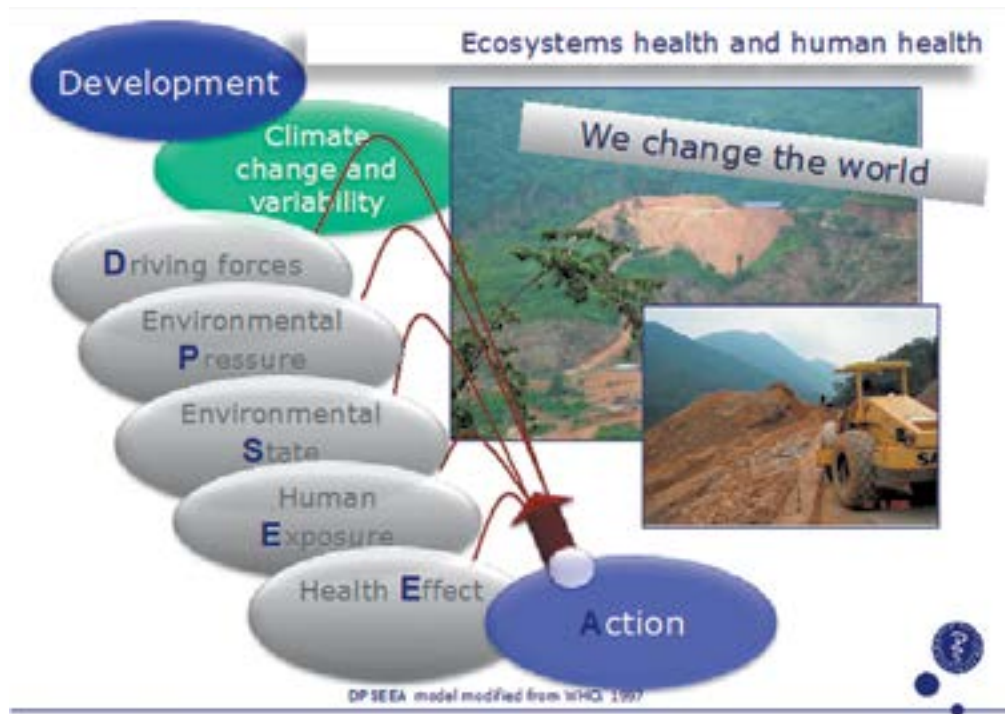 Ecosystems health and human health
Development
Climate
change and
variability
We change the world
Driving forces
Environmental
Pressure
Environmental
State
Human
Exposure
Health Effect
Action
DPSEEA model modified from WHO, 1997